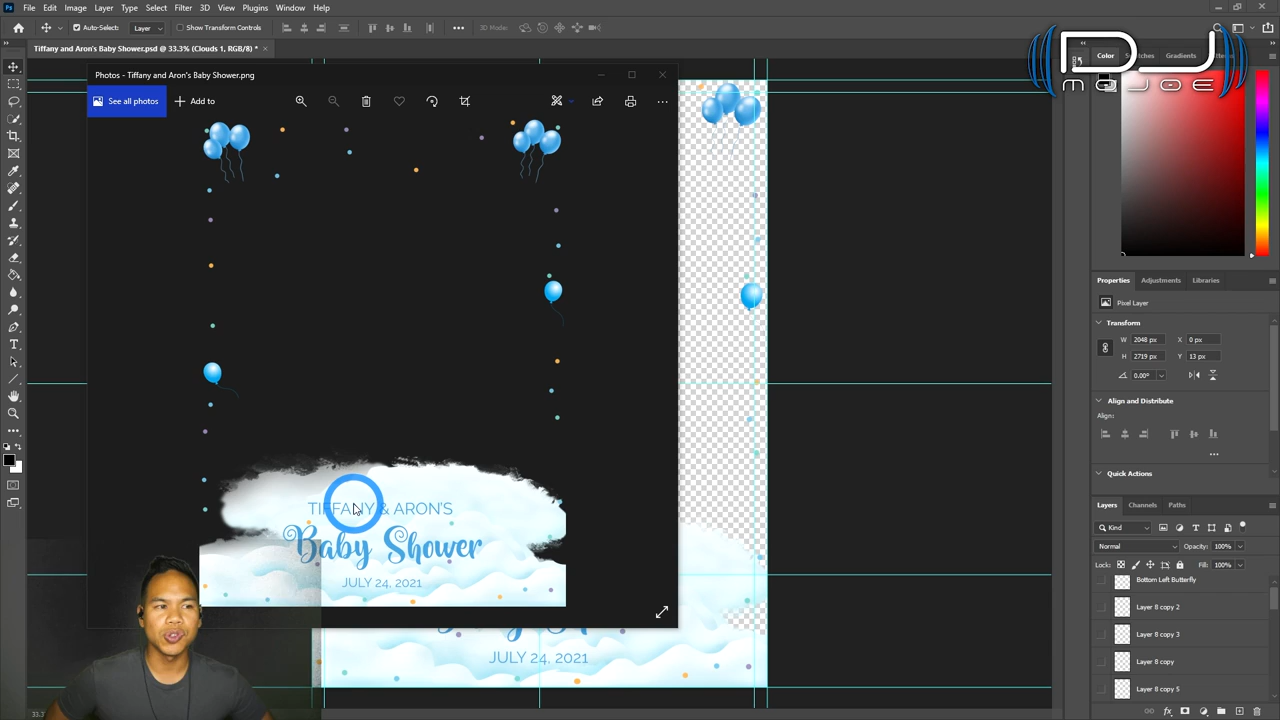 File Edit Image Layer Type Select Filter 3D View Plugins Window Help
Auto-Select: Layer Show Transform Controls 3D Mode:
Tiffany and Aron's Baby Shower.psd @ 33.3% (Clouds 1, RGB/8) *
DJ
MEJOE
Color Swatches Gradients
Photos - Tiffany and Aron's Baby Shower.png
See all photos Add to
TIFFANY & ARON'S
Baby Shower
JULY 24, 2021
JULY 24, 2021
Properties Adjustments Libraries
Pixel Layer
Transform
W 2048 px X 0 px
H 2719 px Y 13 px
0.00°
Align and Distribute
Align:
Quick Actions
Layers Channels Paths
Kind
Normal Opacity: 100%
Lock: Fill: 100%
Bottom Left Butterfly
Layer 8 copy 2
Layer 8 copy 3
Layer 8 copy
Layer 8 copy 5